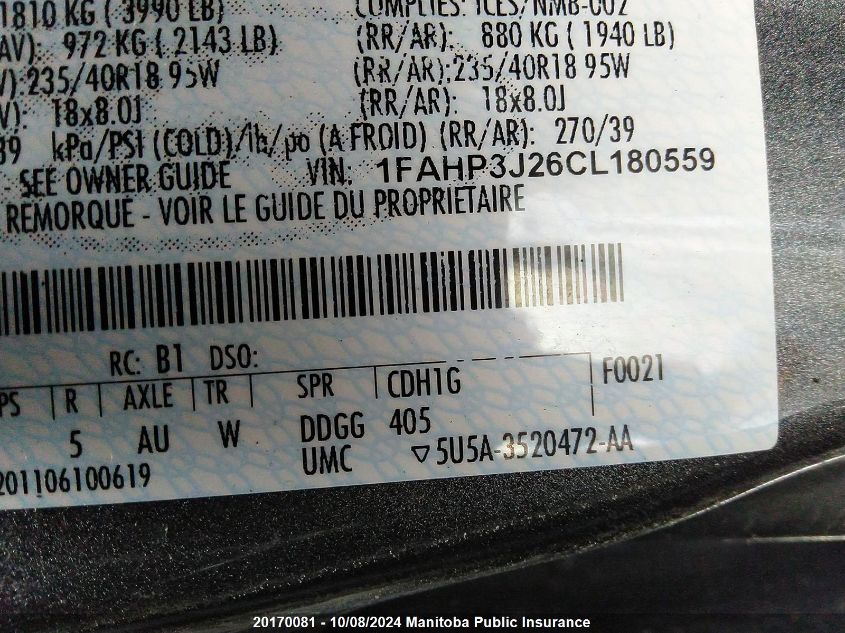 1810 KG ( 3990 LB) COMPLIES: ICES/NMB-002
AV): 972 KG ( 2143 LB) (RR/AR): 880 KG ( 1940 LB)
V) 235/40R18 95W (RR/AR):235/40R18 95W
V): 18x8.0J (RR/AR): 18x8.0J
39 kPa/PSI (COLD)/lb/po (A FROID) (RR/AR): 270/39
- SEE OWNER GUIDE VIN: 1FAHP3J26CL180559
REMORQUE - VOIR LE GUIDE DU PROPRIETAIRE
RC: B1 DSO:
PS R AXLE TR SPR CDH1G F0021
5 AU W DDGG 405
UMC ▽5U5A-3520472-AA
201106100619
20170081 - 10/08/2024 Manitoba Public Insurance